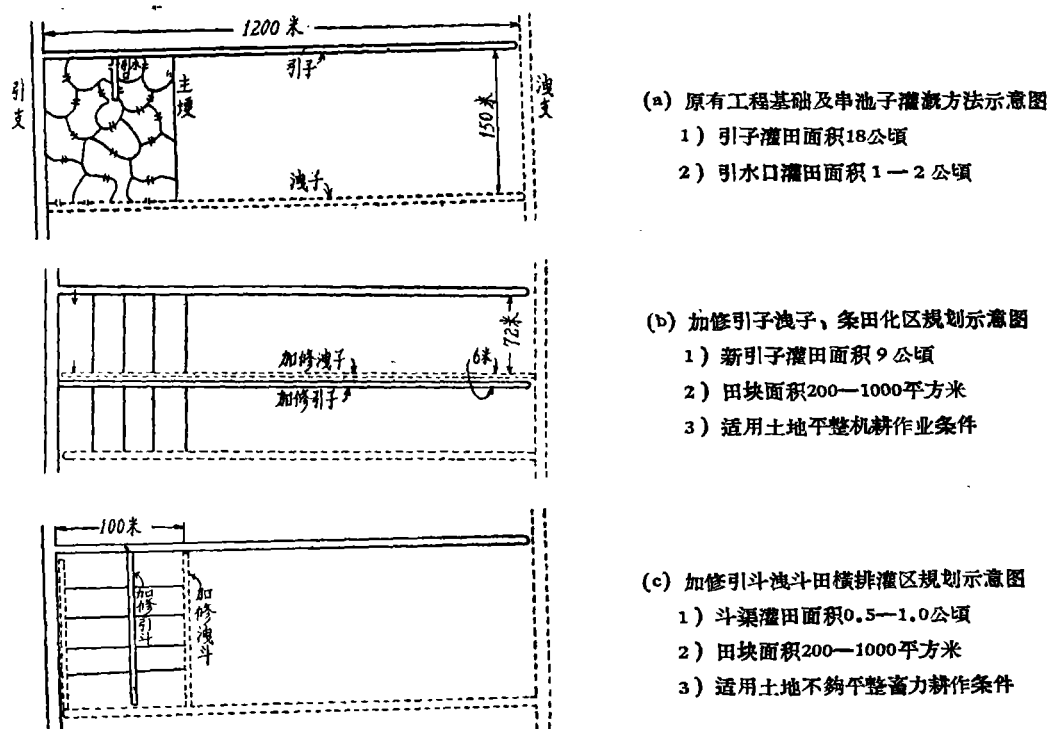 1200米
引水口
引子
引支
主埂
150米
洩支
洩子
(a) 原有工程基础及串池子灌溉方法示意图
1) 引子灌田面积18公頃
2) 引水口灌田面积1—2公頃
72米
加修洩子
6米
加修引子
(b) 加修引子洩子、条田化区规划示意图
1) 新引子灌田面积9公頃
2) 田块面积200—1000平方米
3) 适用土地平整机耕作业条件
100米
加修引斗
加修洩斗
(c) 加修引斗洩斗田横排灌区规划示意图
1) 斗渠灌田面积0.5—1.0公頃
2) 田块面积200—1000平方米
3) 适用土地不夠平整畜力耕作条件